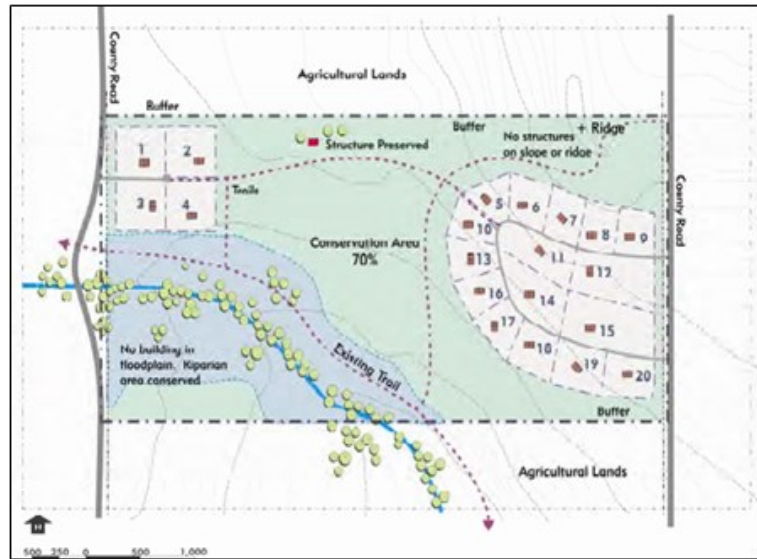 Agricultural Lands
County Road
Buffer
Buffer
+ Ridge
No structures
on slope or ridge
Structure Preserved
1
2
3
4
Trails
5
6
7
8
9
10
11
12
13
14
15
16
17
18
19
20
Conservation Area
70%
County Road
No building in
floodplain. Kiparian
area conserved
Existing Trail
Buffer
Agricultural Lands
500 250 0 500 1,000